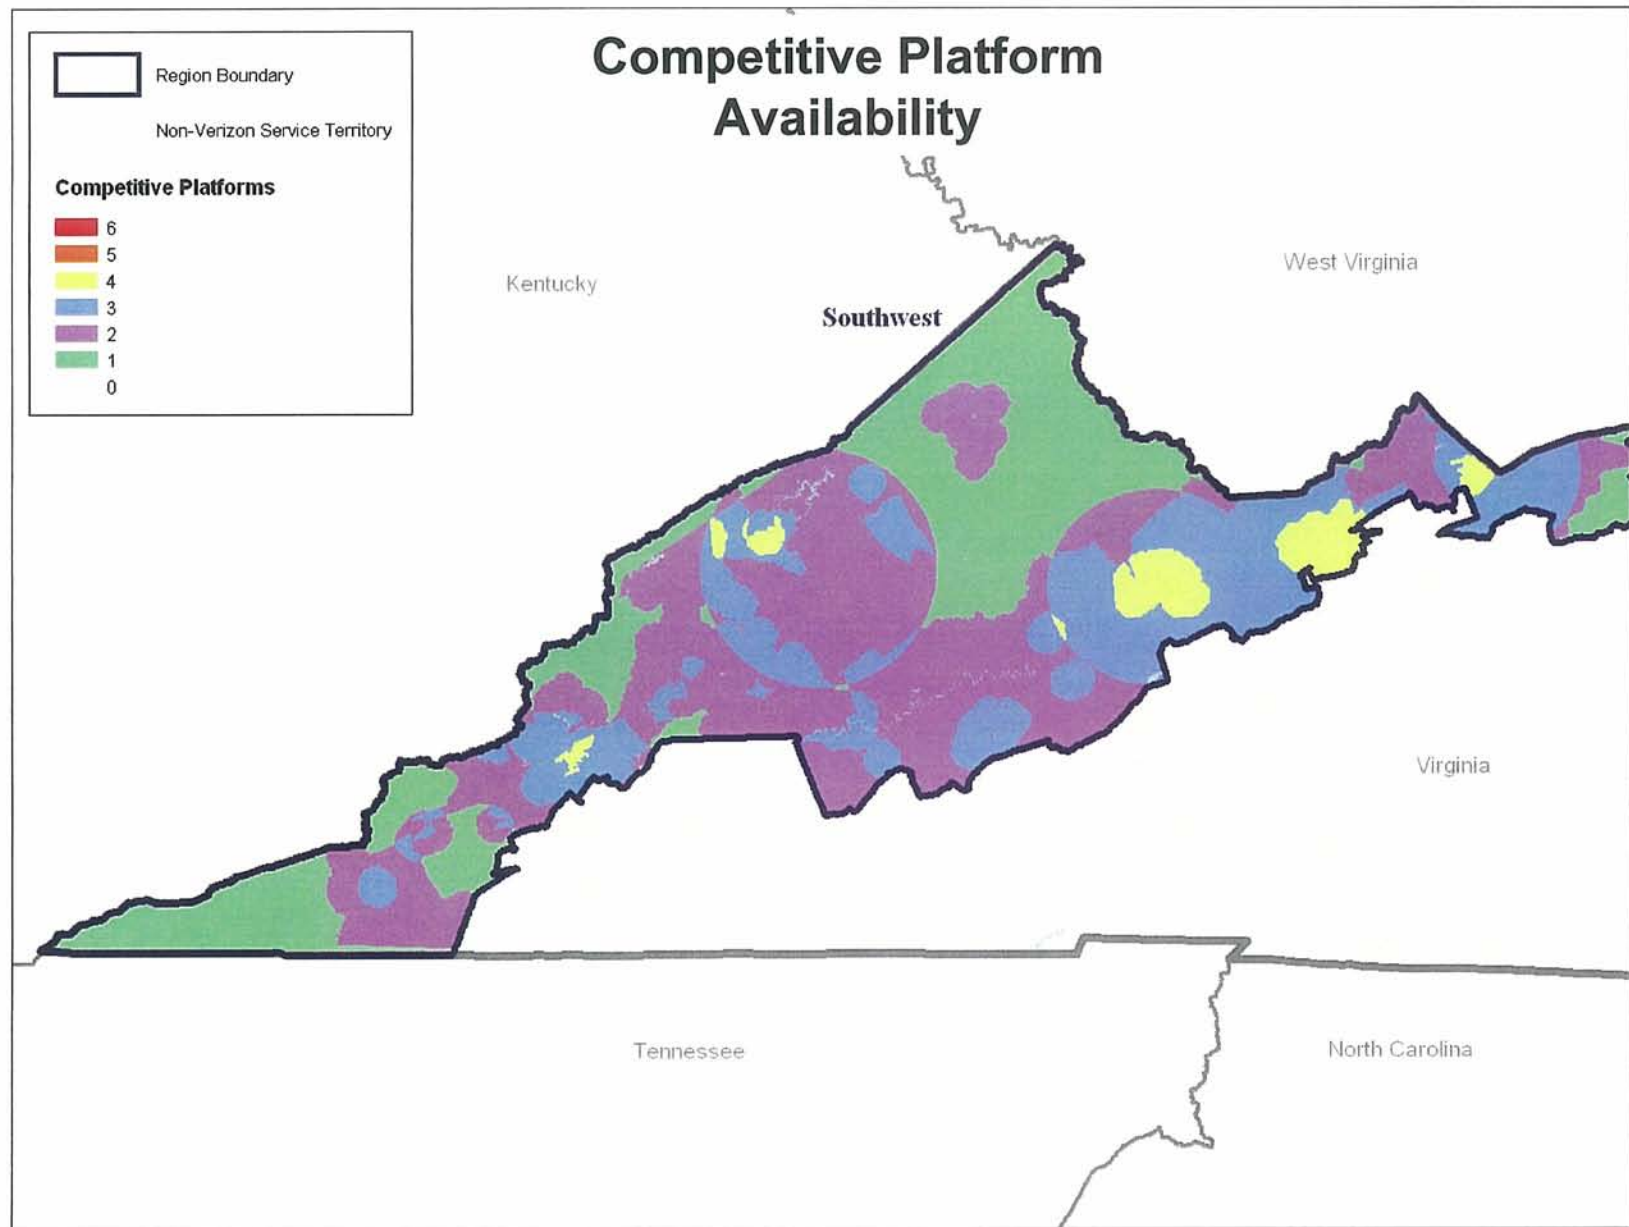 Competitive Platform
Availability
Region Boundary
Non-Verizon Service Territory
Competitive Platforms
6
5
4
3
2
1
0
Kentucky
West Virginia
Southwest
Virginia
Tennessee
North Carolina